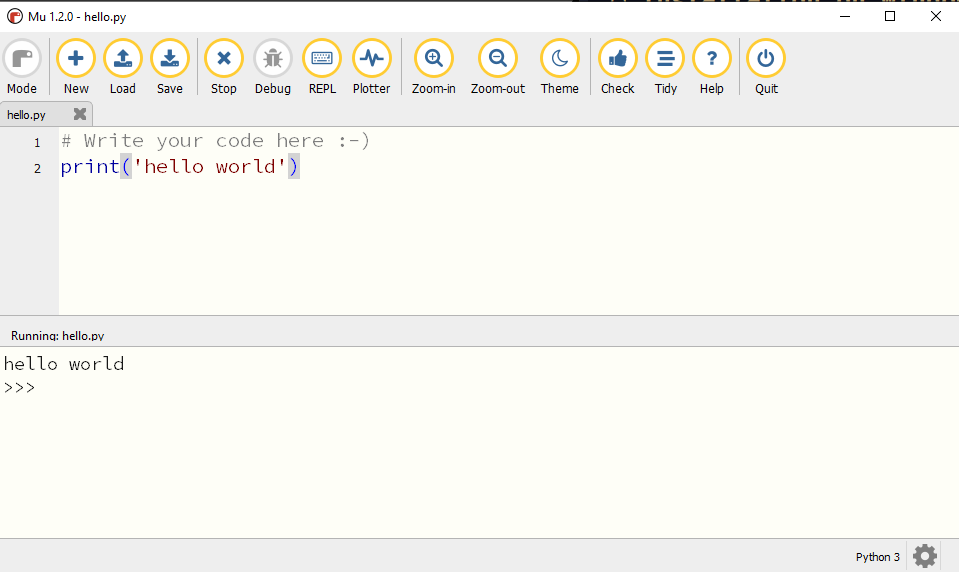 Mu 1.2.0 - hello.py
Mode New Load Save Stop Debug REPL Plotter Zoom-in Zoom-out Theme Check Tidy Help Quit
hello.py
1 # Write your code here :-)
2 print('hello world')
Running: hello.py
hello world
>>>
Python 3